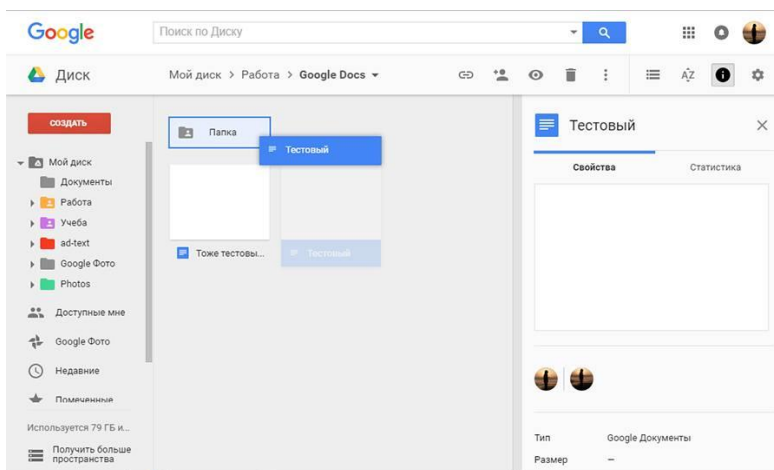 Google
Поиск по Диску
Диск
Мой диск > Работа > Google Docs
AZ
СОЗДАТЬ
Мой диск
Документы
Работа
Учеба
ad-text
Google Фото
Photos
Доступные мне
Google Фото
Недавние
Помеченные
Используется 79 ГБ и...
Получить больше
пространства
Папка
Тестовый
Тоже тестовы...
Тестовый
Тестовый
Свойства
Статистика
Тип Google Документы
Размер –